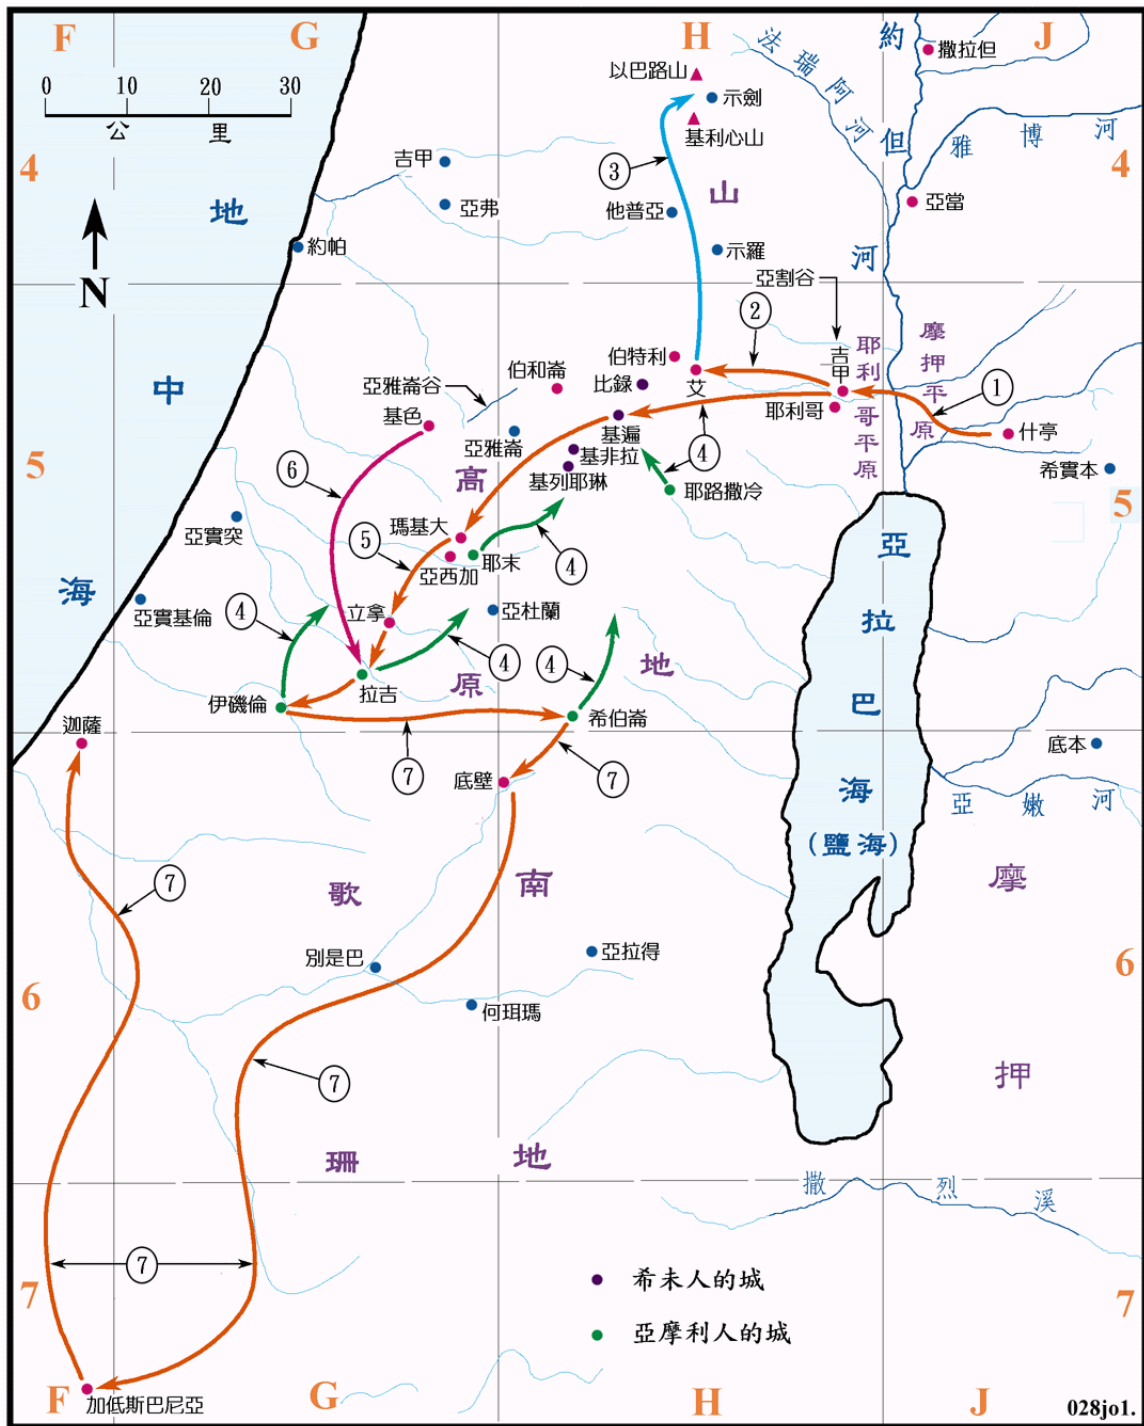 F
G
H
J
0
10
20
30
公 里
4
4
5
5
6
6
7
7
F
G
H
J
N
地
中
海
約
但
河
法瑞阿河
雅博河
撒拉但
以巴路山
示劍
基利心山
吉甲
亞弗
約帕
③
他普亞
山
示羅
亞當
亞割谷
②
吉甲
耶利哥平原
摩押平原
①
什亭
希實本
伯特利
艾
比錄
伯和崙
亞雅崙谷
基色
亞雅崙
基遍
基非拉
基列耶琳
耶利哥
④
④
耶路撒冷
高
⑥
瑪基大
⑤
亞西加
耶末
④
亞實突
亞實基倫
④
立拿
亞杜蘭
④
④
原
地
拉吉
伊磯倫
希伯崙
迦薩
⑦
⑦
底壁
亞
拉
巴
海
(鹽海)
底本
亞嫩河
摩
押
⑦
歌
南
別是巴
亞拉得
何珥瑪
⑦
珊
地
撒烈溪
⑦
希未人的城
亞摩利人的城
加低斯巴尼亞
028jo1.